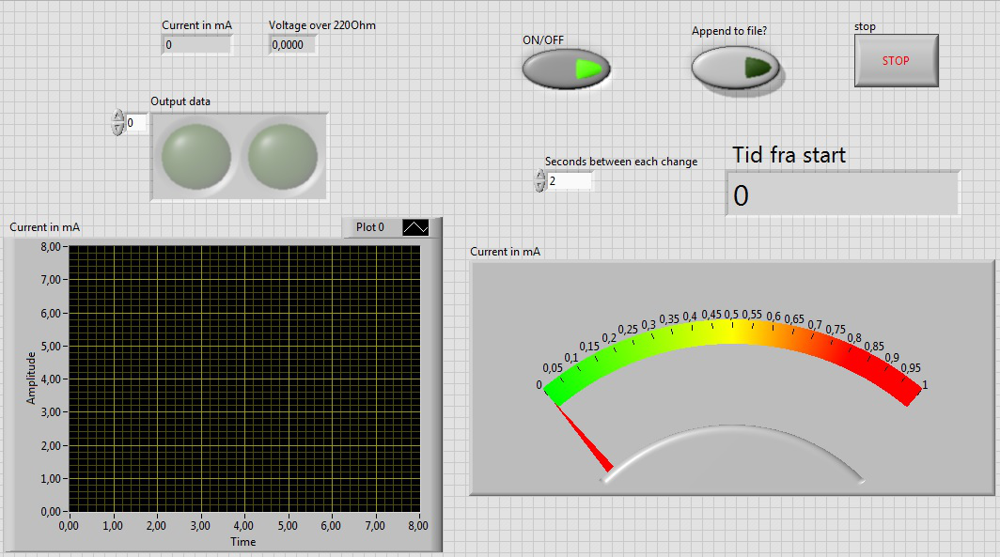 Current in mA
0
Voltage over 220Ohm
0,0000
ON/OFF
Append to file?
stop
STOP
Output data
0
Seconds between each change
2
Tid fra start
0
Current in mA
Plot 0
8,00
7,00
6,00
5,00
4,00
3,00
2,00
1,00
0,00
Amplitude
0,00 1,00 2,00 3,00 4,00 5,00 6,00 7,00 8,00
Time
Current in mA
0 0,05 0,1 0,15 0,2 0,25 0,3 0,35 0,4 0,45 0,5 0,55 0,6 0,65 0,7 0,75 0,8 0,85 0,9 0,95 1